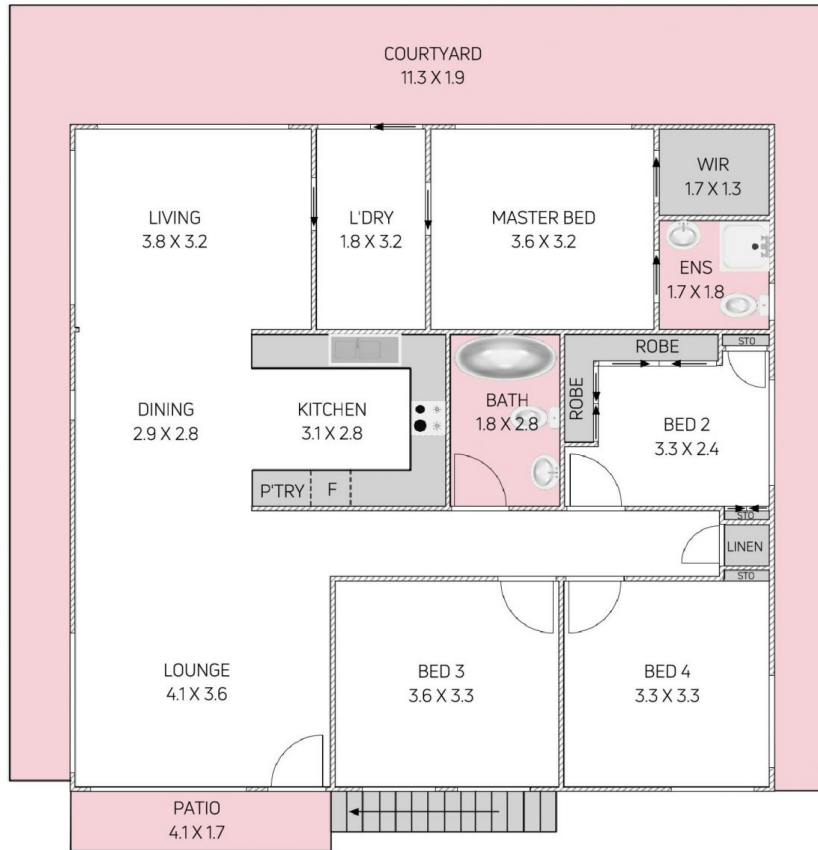 COURTYARD
11.3 X 1.9
WIR
1.7 X 1.3
LIVING
3.8 X 3.2
L'DRY
1.8 X 3.2
MASTER BED
3.6 X 3.2
ENS
1.7 X 1.8
ROBE
STO
ROBE
DINING
2.9 X 2.8
KITCHEN
3.1 X 2.8
BATH
1.8 X 2.8
BED 2
3.3 X 2.4
P'TRY
F
STO
LINEN
STO
LOUNGE
4.1 X 3.6
BED 3
3.6 X 3.3
BED 4
3.3 X 3.3
PATIO
4.1 X 1.7